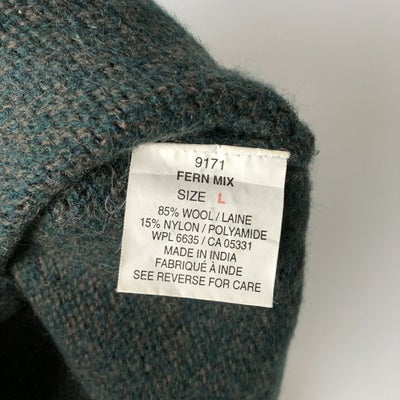 9171
FERN MIX
SIZE L
85% WOOL / LAINE
15% NYLON / POLYAMIDE
WPL 6635 / CA 05331
MADE IN INDIA
FABRIQUÉ À INDE
SEE REVERSE FOR CARE